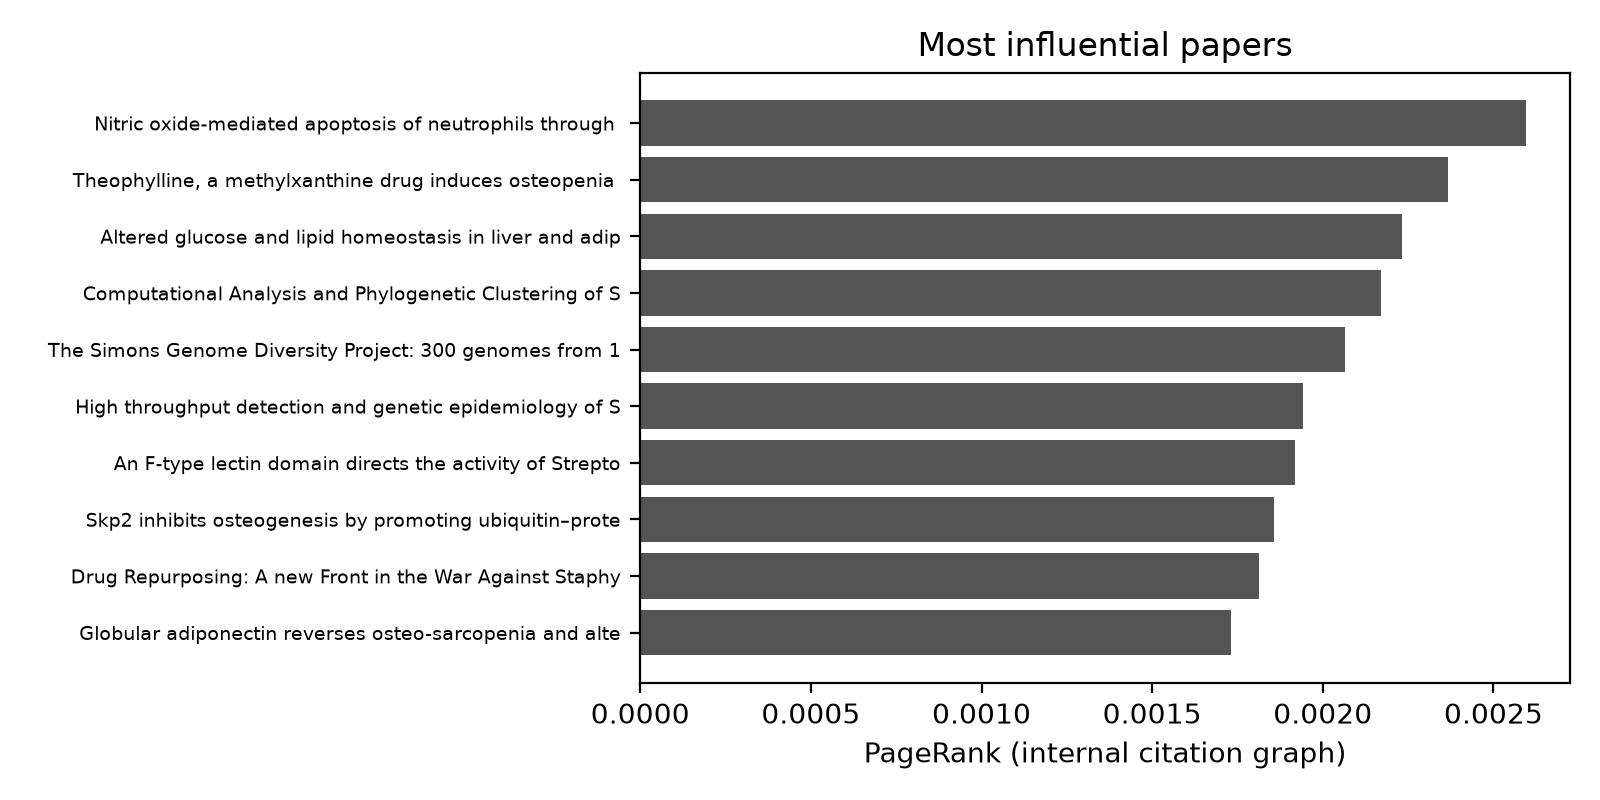 Most influential papers
Nitric oxide-mediated apoptosis of neutrophils through
Theophylline, a methylxanthine drug induces osteopenia
Altered glucose and lipid homeostasis in liver and adip
Computational Analysis and Phylogenetic Clustering of S
The Simons Genome Diversity Project: 300 genomes from 1
High throughput detection and genetic epidemiology of S
An F-type lectin domain directs the activity of Strepto
Skp2 inhibits osteogenesis by promoting ubiquitin–prote
Drug Repurposing: A new Front in the War Against Staphy
Globular adiponectin reverses osteo-sarcopenia and alte
0.0000 0.0005 0.0010 0.0015 0.0020 0.0025
PageRank (internal citation graph)